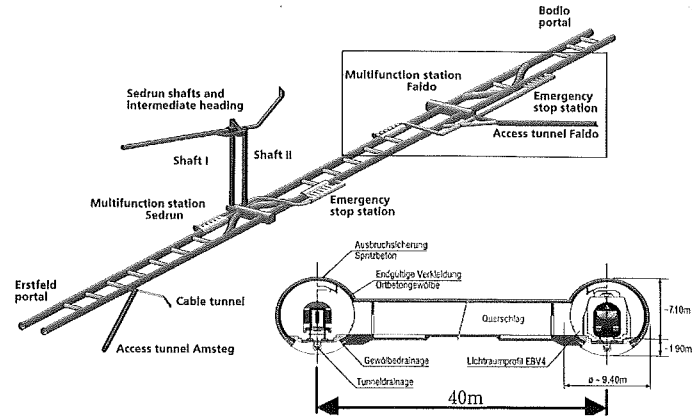 Bodio
portal
Multifunction station
Faido
Emergency
stop station
Access tunnel Faido
Sedrun shafts and
intermediate heading
Shaft I
Shaft II
Multifunction station
Sedrun
Emergency
stop station
Erstfeld
portal
Cable tunnel
Access tunnel Amsteg
Ausbruchsicherung
Spritzbeton
Endgültige Verkleidung
Ortbetongewölbe
Querschlag
~7.10m
~1.90m
Gewölbedrainage
Lichtraumprofil EBV4
Tunneldrainage
ø ~ 9.40m
40m